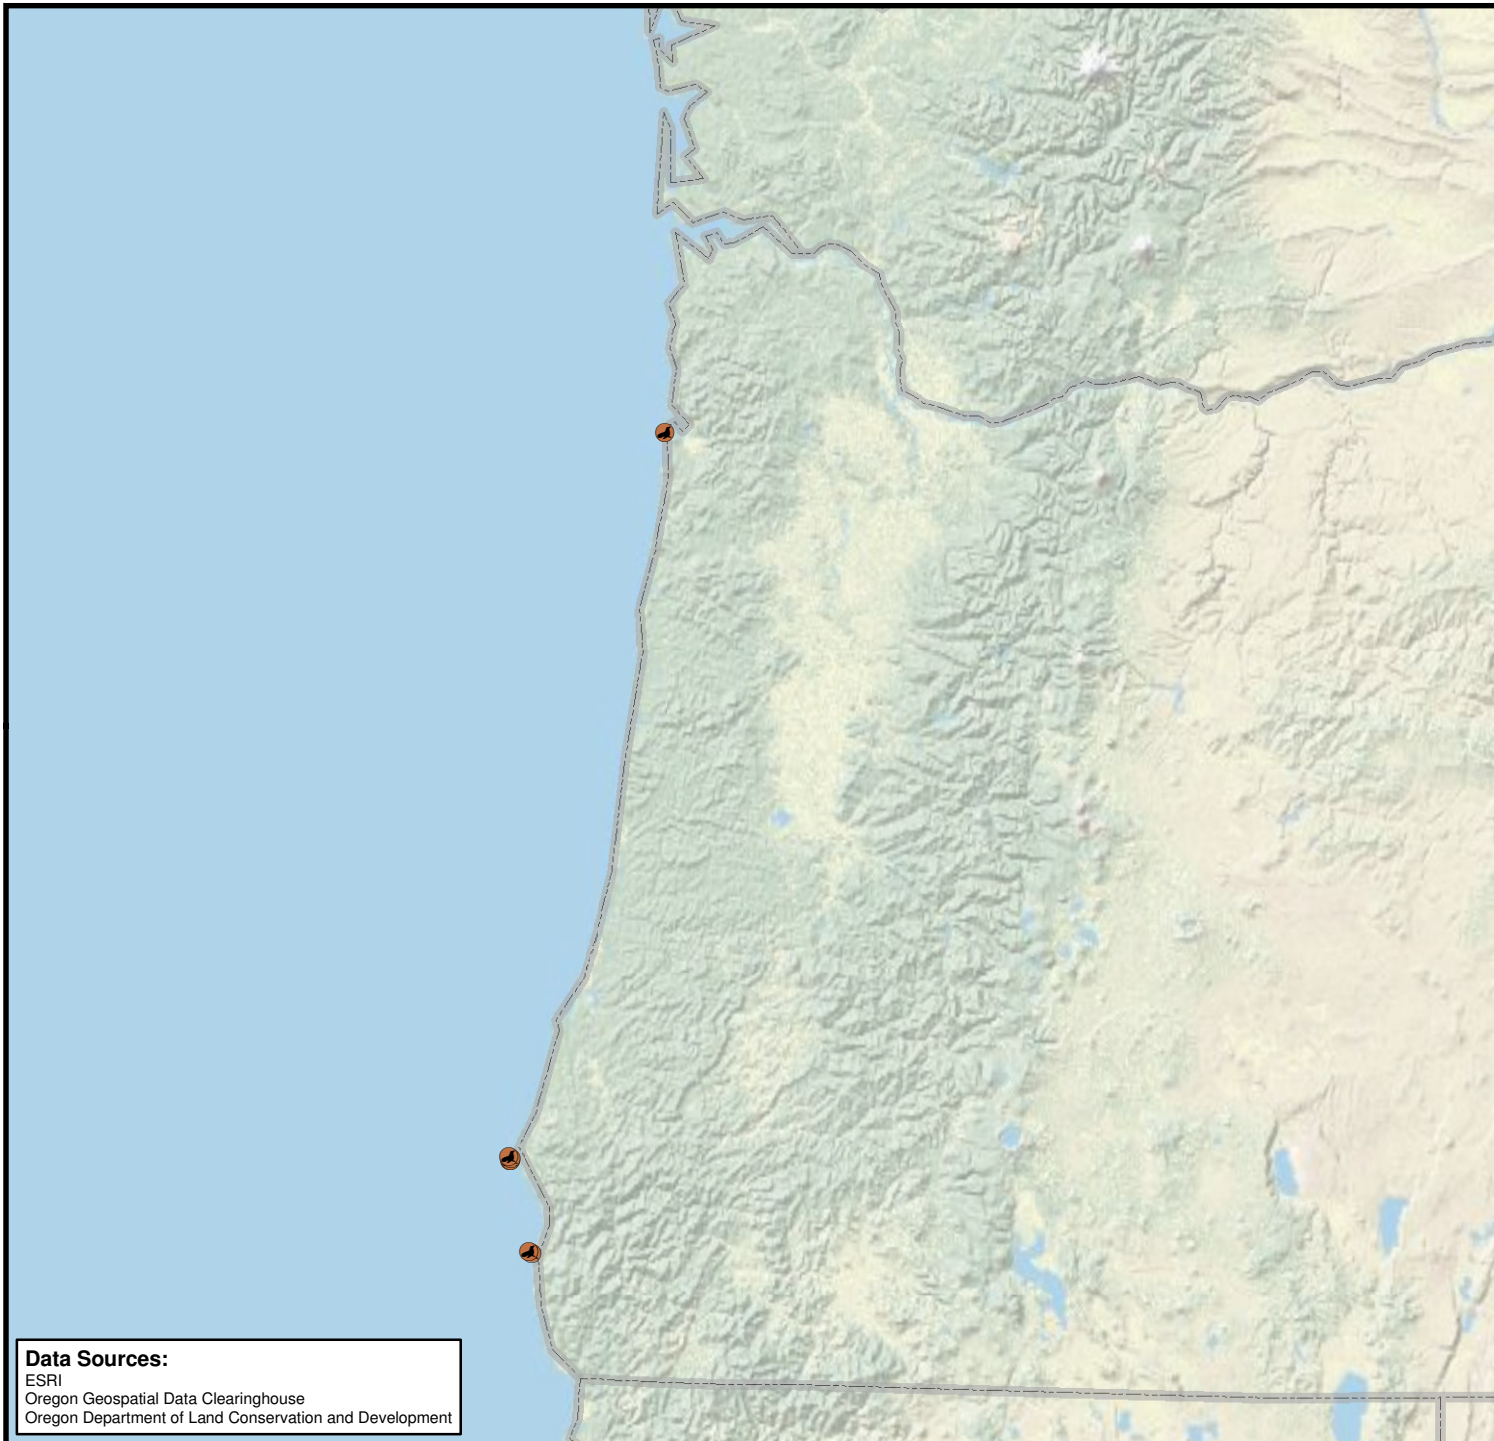 Data Sources:
ESRI
Oregon Geospatial Data Clearinghouse
Oregon Department of Land Conservation and Development